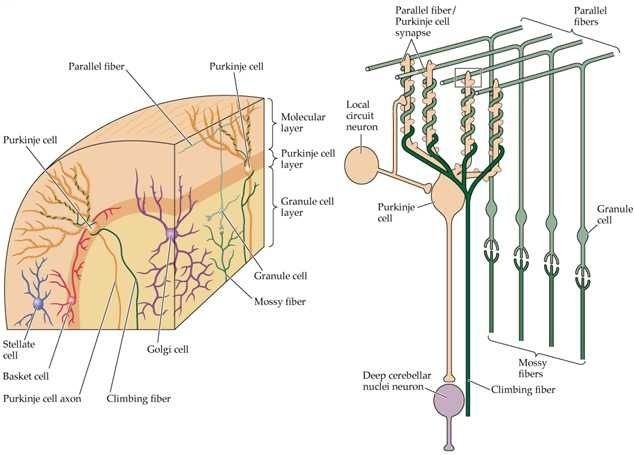 Parallel fiber
Purkinje cell
Purkinje cell
Molecular
layer
Purkinje cell
layer
Granule cell
layer
Granule cell
Mossy fiber
Stellate
cell
Basket cell
Purkinje cell axon
Climbing fiber
Golgi cell
Parallel fiber/
Purkinje cell
synapse
Parallel
fibers
Local
circuit
neuron
Purkinje
cell
Granule
cell
Mossy
fibers
Deep cerebellar
nuclei neuron
Climbing fiber